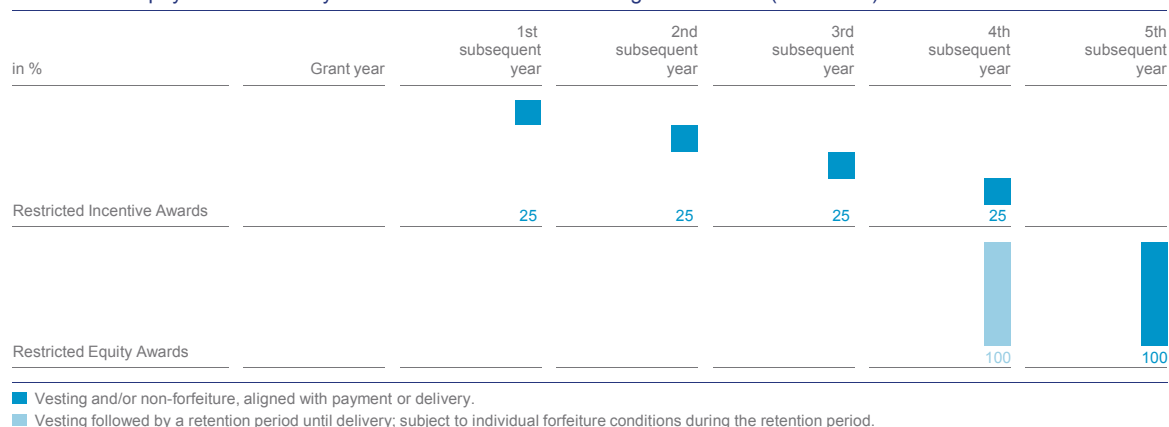 in %
Grant year
1st
subsequent
year
2nd
subsequent
year
3rd
subsequent
year
4th
subsequent
year
5th
subsequent
year
Restricted Incentive Awards 25 25 25 25
Restricted Equity Awards 100 100
Vesting and/or non-forfeiture, aligned with payment or delivery.
Vesting followed by a retention period until delivery; subject to individual forfeiture conditions during the retention period.